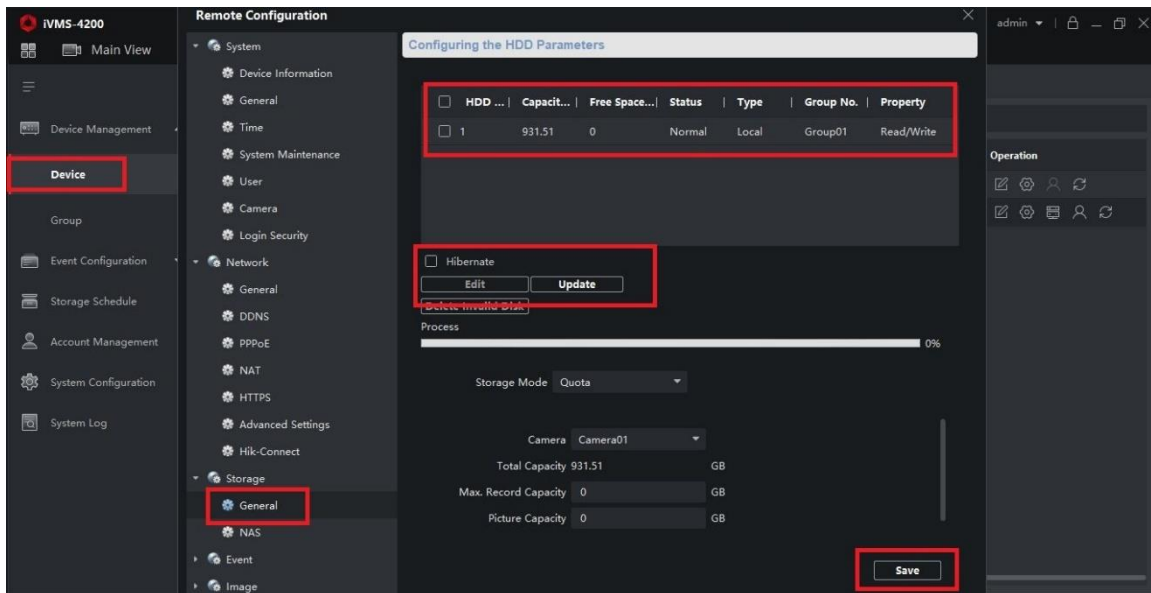 iVMS-4200
Main View
Device Management
Device
Group
Event Configuration
Storage Schedule
Account Management
System Configuration
System Log
Remote Configuration
System
Device Information
General
Time
System Maintenance
User
Camera
Login Security
Network
General
DDNS
PPPoE
NAT
HTTPS
Advanced Settings
Hik-Connect
Storage
General
NAS
Event
Image
Configuring the HDD Parameters
HDD ... | Capacit... | Free Space...| Status | Type | Group No. | Property
1 931.51 0 Normal Local Group01 Read/Write
Hibernate
Edit Update
Delete Invalid Disk
Process
0%
Storage Mode Quota
Camera Camera01
Total Capacity 931.51 GB
Max. Record Capacity 0 GB
Picture Capacity 0 GB
Save
admin
Operation